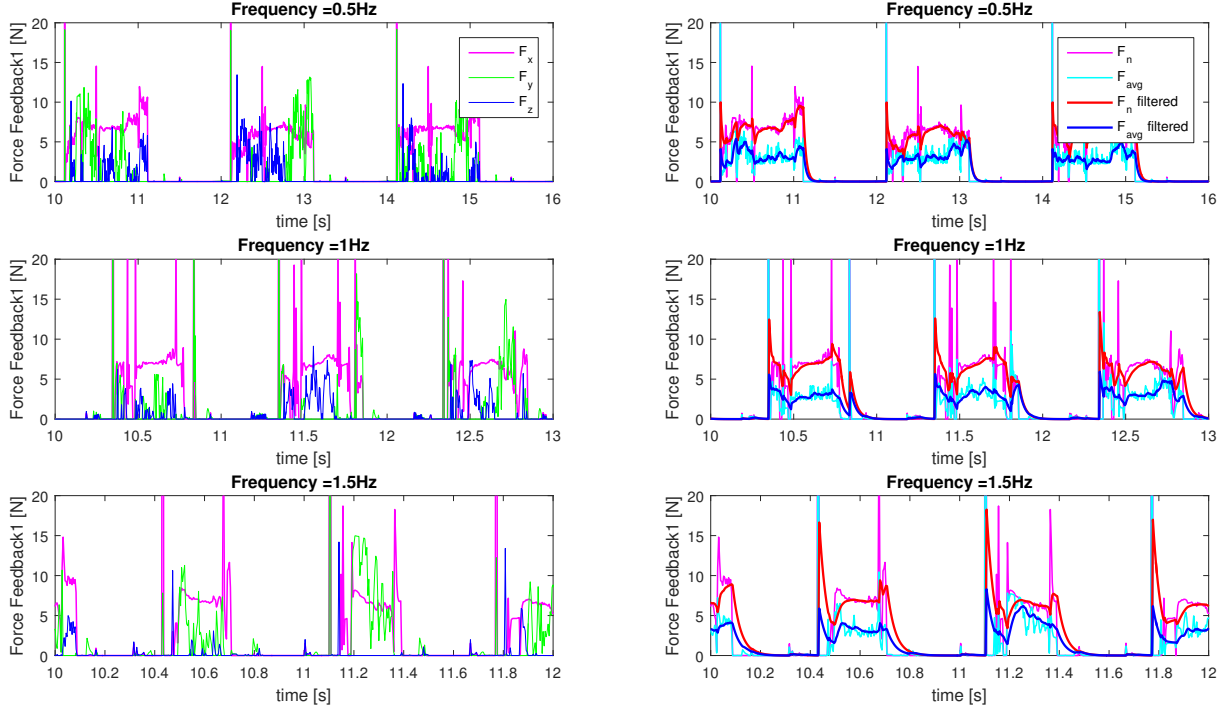 Frequency =0.5Hz
Force Feedback1 [N]
20
15
10
5
0
F_x
F_y
F_z
10 11 12 13 14 15 16
time [s]
Frequency =0.5Hz
Force Feedback1 [N]
20
15
10
5
0
F_n
F_avg
F_n filtered
F_avg filtered
10 11 12 13 14 15 16
time [s]
Frequency =1Hz
Force Feedback1 [N]
20
15
10
5
0
10 10.5 11 11.5 12 12.5 13
time [s]
Frequency =1Hz
Force Feedback1 [N]
20
15
10
5
0
10 10.5 11 11.5 12 12.5 13
time [s]
Frequency =1.5Hz
Force Feedback1 [N]
20
15
10
5
0
10 10.2 10.4 10.6 10.8 11 11.2 11.4 11.6 11.8 12
time [s]
Frequency =1.5Hz
Force Feedback1 [N]
20
15
10
5
0
10 10.2 10.4 10.6 10.8 11 11.2 11.4 11.6 11.8 12
time [s]